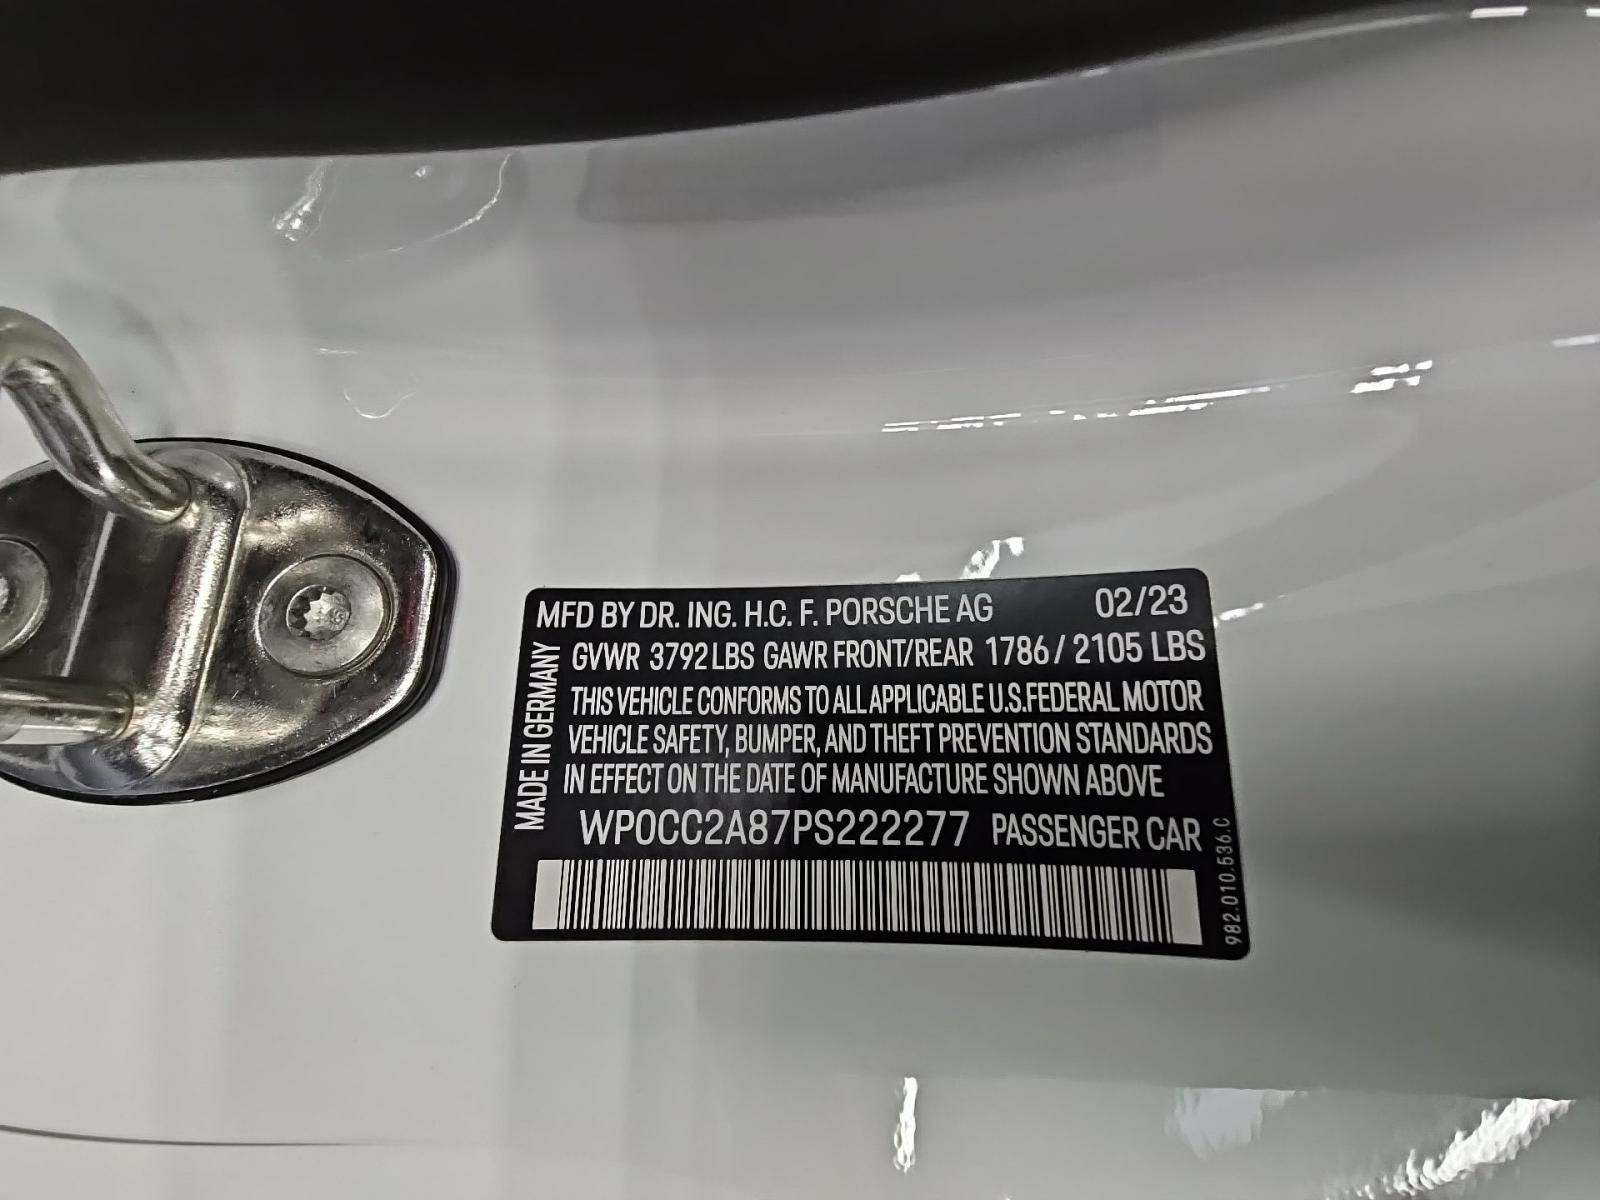 MFD BY DR. ING. H.C. F. PORSCHE AG 02/23
GVWR 3792 LBS GAWR FRONT/REAR 1786 / 2105 LBS
THIS VEHICLE CONFORMS TO ALL APPLICABLE U.S. FEDERAL MOTOR
VEHICLE SAFETY, BUMPER, AND THEFT PREVENTION STANDARDS
IN EFFECT ON THE DATE OF MANUFACTURE SHOWN ABOVE
WP0CC2A87PS222277 PASSENGER CAR
MADE IN GERMANY
982.010.536.C